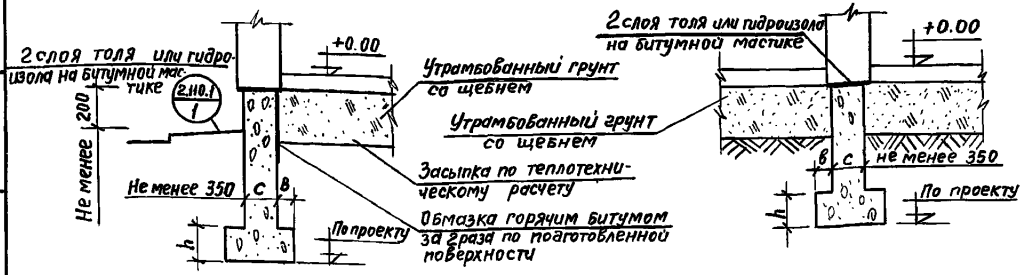 2 слоя толя или гидро-
изола на битумной мас-
тике
2.110.1
1
+0.00
Не менее 200
Не менее 350
с
в
h
По проекту
Утрамбованный грунт
со щебнем
Утрамбованный грунт
со щебнем
Засыпка по теплотехни-
ческому расчету
Обмазка горячим битумом
за 2 раза по подготовленной
поверхности
2 слоя толя или гидроизола
на битумной мастике
+0.00
в
с
не менее 350
h
По проекту